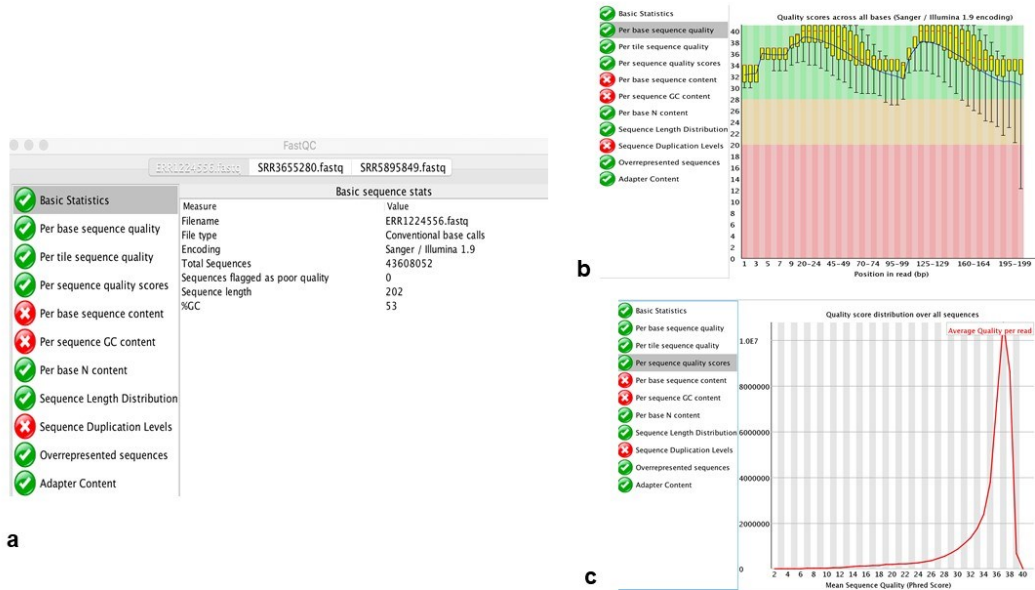 FastQC
ERR1224556.fastq SRR3655280.fastq SRR5895849.fastq
Basic Statistics
Per base sequence quality
Per tile sequence quality
Per sequence quality scores
Per base sequence content
Per sequence GC content
Per base N content
Sequence Length Distribution
Sequence Duplication Levels
Overrepresented sequences
Adapter Content
Basic sequence stats
Measure Value
Filename ERR1224556.fastq
File type Conventional base calls
Encoding Sanger / Illumina 1.9
Total Sequences 43608052
Sequences flagged as poor quality 0
Sequence length 202
%GC 53
a
Basic Statistics
Per base sequence quality
Per tile sequence quality
Per sequence quality scores
Per base sequence content
Per sequence GC content
Per base N content
Sequence Length Distribution
Sequence Duplication Levels
Overrepresented sequences
Adapter Content
Quality scores across all bases (Sanger / Illumina 1.9 encoding)
40
38
36
34
32
30
28
26
24
22
20
18
16
14
12
10
8
6
4
2
0
1 3 5 7 9 20-24 45-49 70-74 95-99 125-129 160-164 195-199
Position in read (bp)
b
Basic Statistics
Per base sequence quality
Per tile sequence quality
Per sequence quality scores
Per base sequence content
Per sequence GC content
Per base N content
Sequence Length Distribution
Sequence Duplication Levels
Overrepresented sequences
Adapter Content
Quality score distribution over all sequences
Average Quality per read
1.0E7
8000000
6000000
4000000
2000000
0
2 4 6 8 10 12 14 16 18 20 22 24 26 28 30 32 34 36 38 40
Mean Sequence Quality (Phred Score)
c